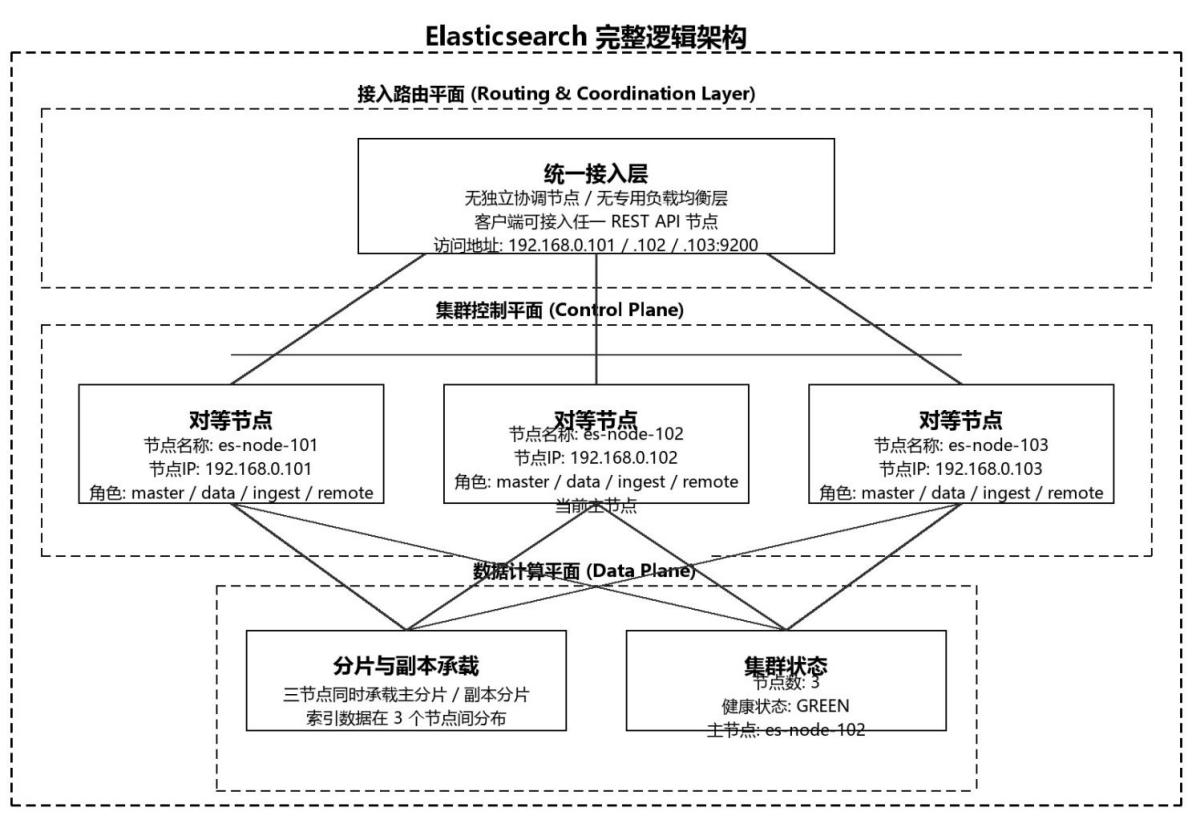 Elasticsearch 完整逻辑架构
接入路由平面 (Routing & Coordination Layer)
统一接入层
无独立协调节点 / 无专用负载均衡层
客户端可接入任一 REST API 节点
访问地址: 192.168.0.101 / .102 / .103:9200
集群控制平面 (Control Plane)
对等节点
节点名称: es-node-101
节点IP: 192.168.0.101
角色: master / data / ingest / remote
对等节点
节点名称: es-node-102
节点IP: 192.168.0.102
角色: master / data / ingest / remote
当前主节点
对等节点
节点名称: es-node-103
节点IP: 192.168.0.103
角色: master / data / ingest / remote
数据计算平面 (Data Plane)
分片与副本承载
三节点同时承载主分片 / 副本分片
索引数据在 3 个节点间分布
集群状态
节点数: 3
健康状态: GREEN
主节点: es-node-102